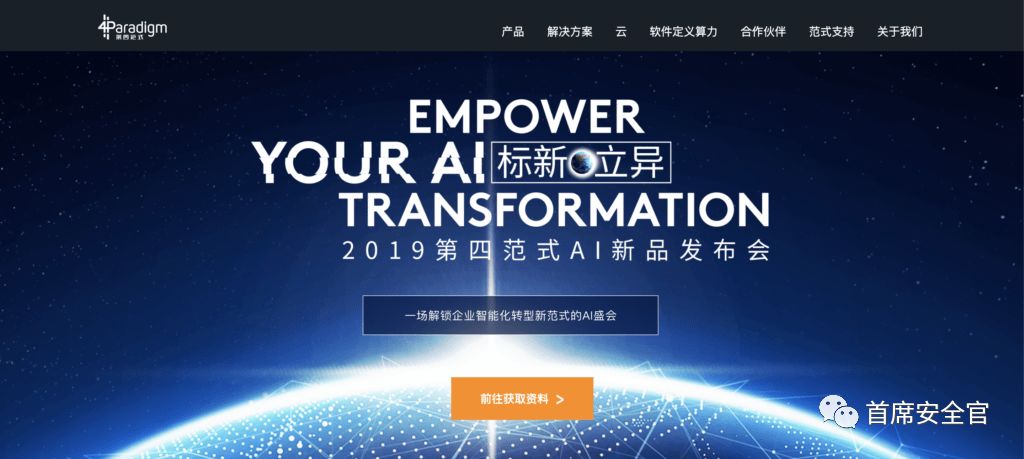 4Paradigm
第四范式
产品 解决方案 云 软件定义算力 合作伙伴 范式支持 关于我们
EMPOWER
YOUR AI 标新立异
TRANSFORMATION
2019第四范式AI新品发布会
一场解锁企业智能化转型新范式的AI盛会
前往获取资料 >
首席安全官